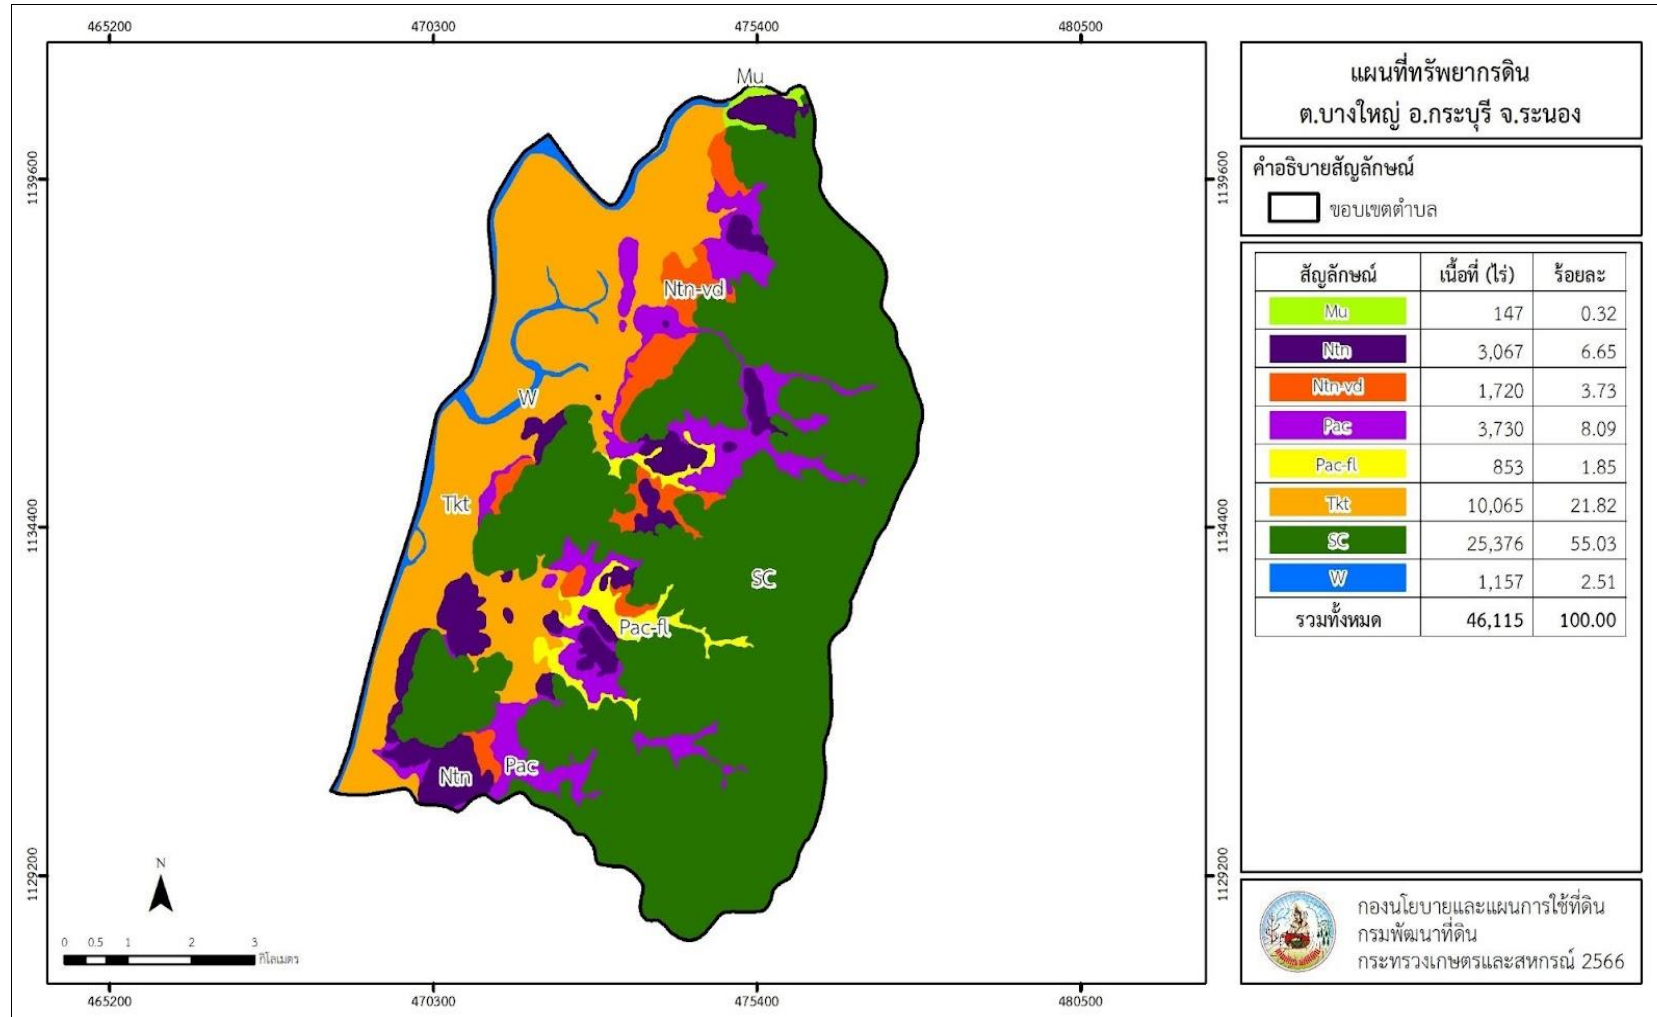 465200
470300
475400
480500
แผนที่ทรัพยากรดิน
ต.บางใหญ่ อ.กระบุรี จ.ระนอง
คำอธิบายสัญลักษณ์
ขอบเขตตำบล
สัญลักษณ์ เนื้อที่ (ไร่) ร้อยละ
Mu 147 0.32
Ntn 3,067 6.65
Ntn-vd 1,720 3.73
Pac 3,730 8.09
Pac-fl 853 1.85
Tkt 10,065 21.82
SC 25,376 55.03
W 1,157 2.51
รวมทั้งหมด 46,115 100.00
Mu
1139600
1139600
Ntn-vd
W
Tkt
1134400
1134400
SC
Pac-fl
Pac
Ntn
1129200
1129200
N
0 0.5 1 2 3
กิโลเมตร
กองนโยบายและแผนการใช้ที่ดิน
กรมพัฒนาที่ดิน
กระทรวงเกษตรและสหกรณ์ 2566
465200
470300
475400
480500